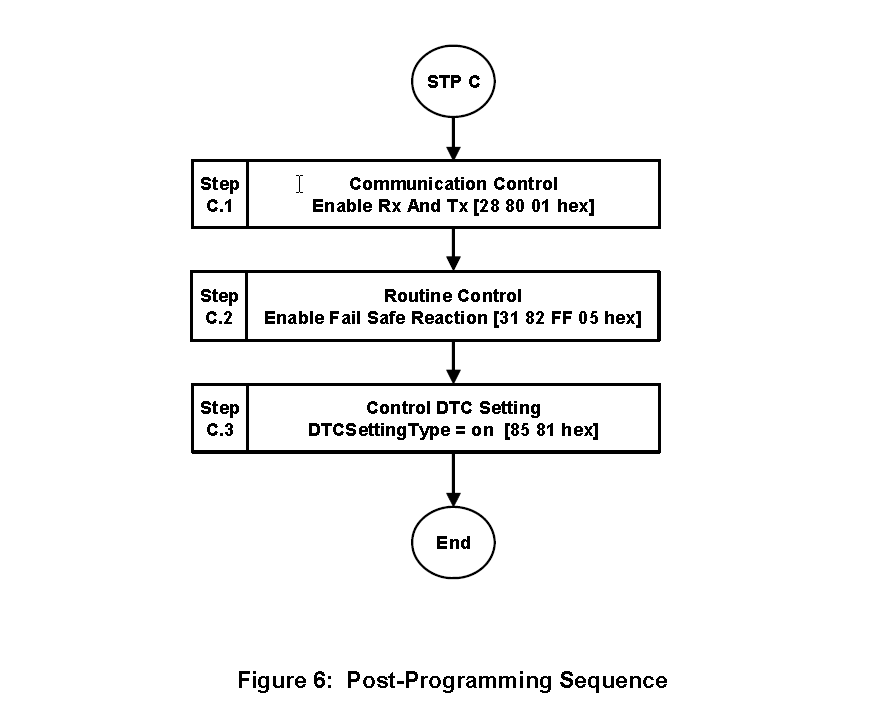 STP C
Step
C.1
Communication Control
Enable Rx And Tx [28 80 01 hex]
Step
C.2
Routine Control
Enable Fail Safe Reaction [31 82 FF 05 hex]
Step
C.3
Control DTC Setting
DTCSettingType = on [85 81 hex]
End
Figure 6: Post-Programming Sequence